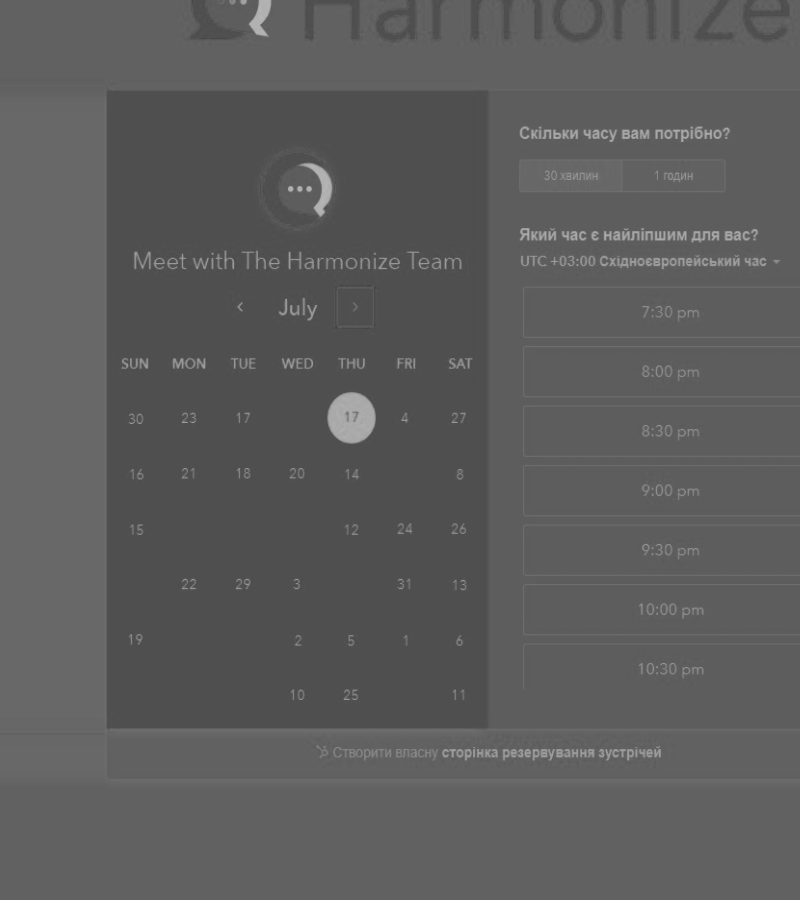 Harmonize
Meet with The Harmonize Team
July
SUN MON TUE WED THU FRI SAT
30 23 17 17 4 27
16 21 18 20 14 8
15 12 24 26
22 29 3 31 13
19 2 5 1 6
10 25 11
Скільки часу вам потрібно?
30 хвилин 1 годин
Який час є найліпшим для вас?
UTC +03:00 Східноєвропейський час
7:30 pm
8:00 pm
8:30 pm
9:00 pm
9:30 pm
10:00 pm
10:30 pm
Створити власну сторінка резервування зустрічей